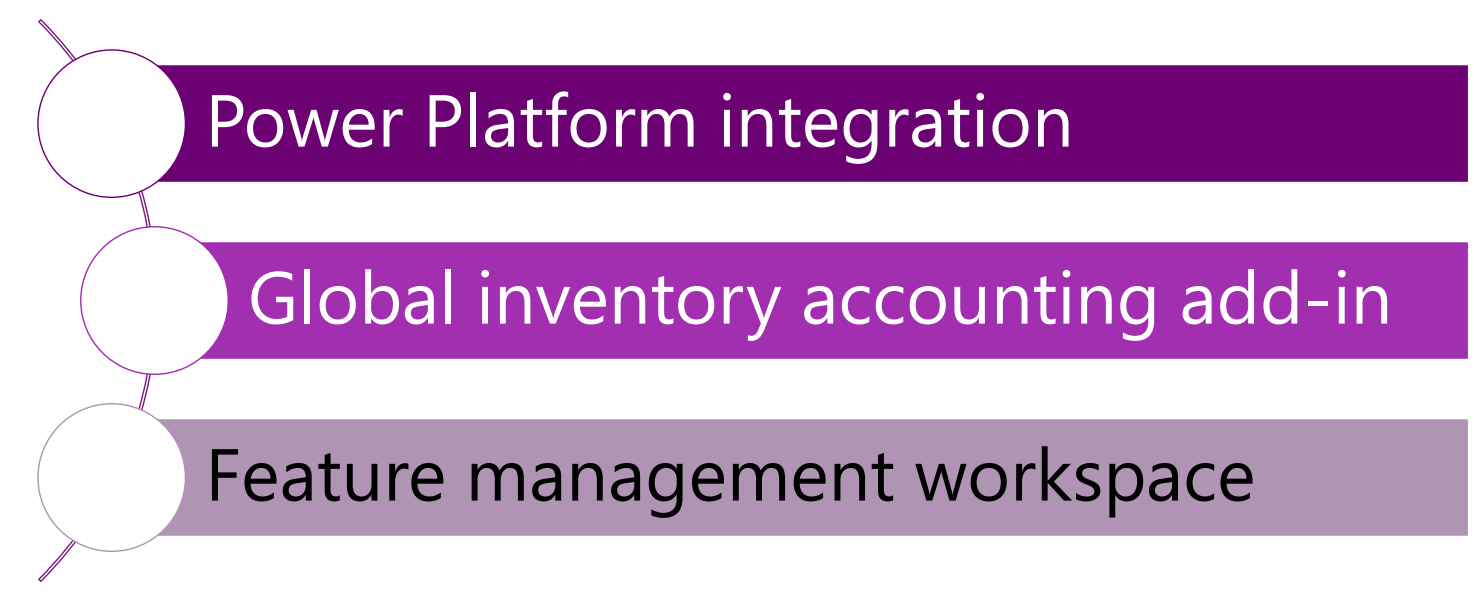 Power Platform integration
Global inventory accounting add-in
Feature management workspace